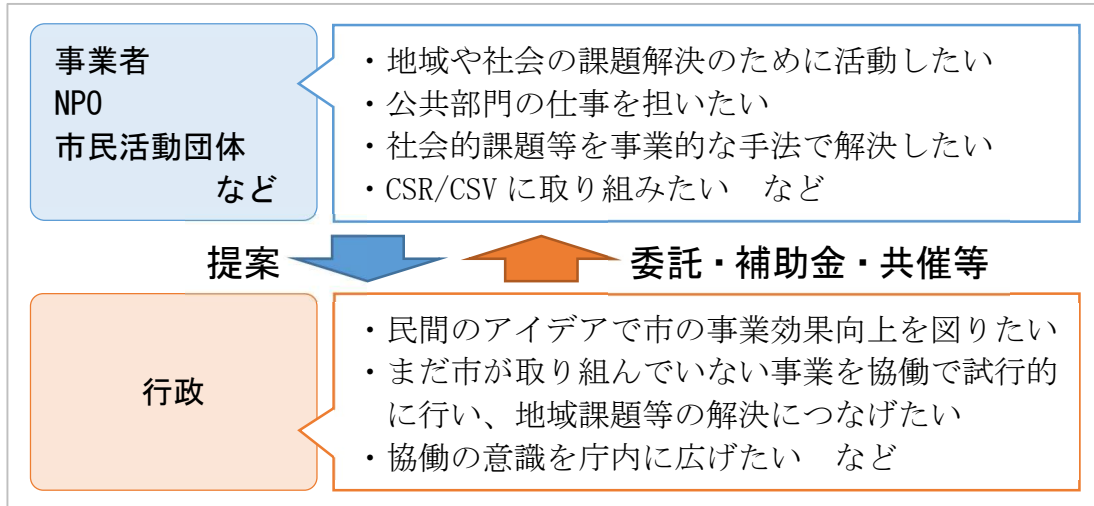 事業者
NPO
市民活動団体
など
・地域や社会の課題解決のために活動したい
・公共部門の仕事を担いたい
・社会的課題等を事業的な手法で解決したい
・CSR/CSV に取り組みたい　など
提案
委託・補助金・共催等
行政
・民間のアイデアで市の事業効果向上を図りたい
・まだ市が取り組んでいない事業を協働で試行的
に行い、地域課題等の解決につなげたい
・協働の意識を庁内に広げたい　など